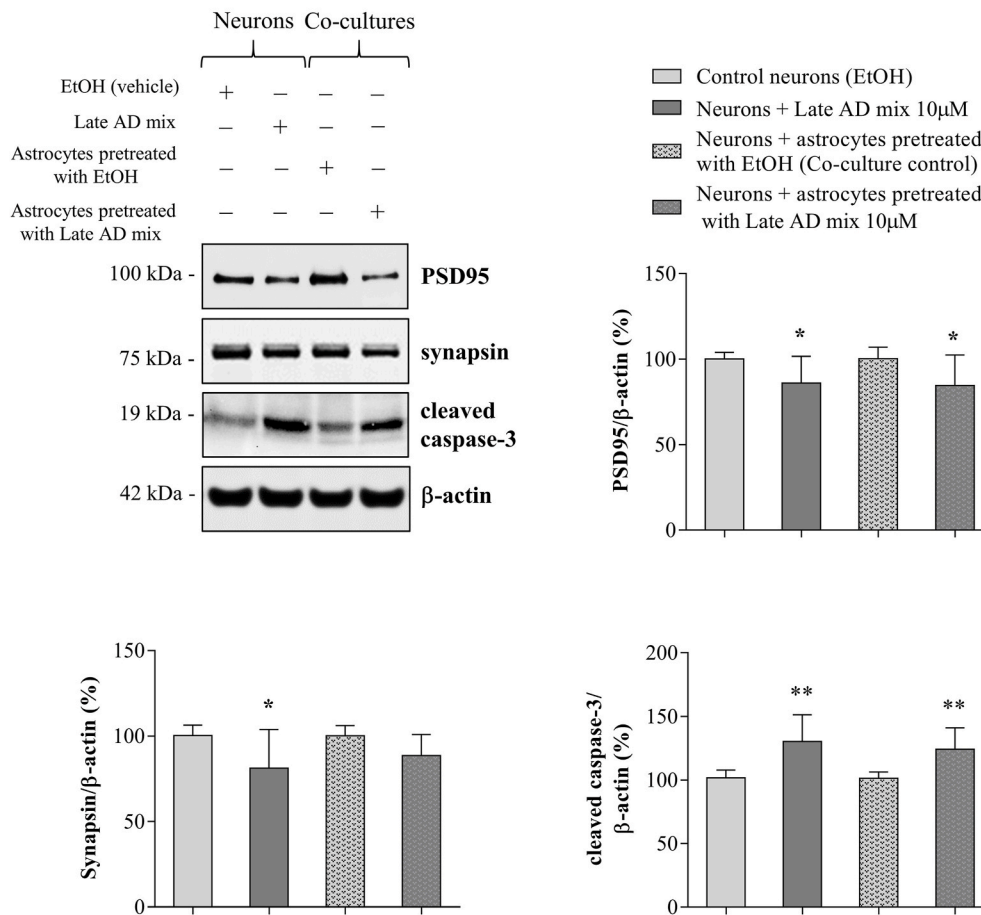 Neurons Co-cultures
EtOH (vehicle) + – – –
Late AD mix – + – –
Astrocytes pretreated
with EtOH – – + –
Astrocytes pretreated
with Late AD mix – – – +
100 kDa - PSD95
75 kDa - synapsin
19 kDa - cleaved
caspase-3
42 kDa - β-actin
Control neurons (EtOH)
Neurons + Late AD mix 10μM
Neurons + astrocytes pretreated
with EtOH (Co-culture control)
Neurons + astrocytes pretreated
with Late AD mix 10μM
PSD95/β-actin (%)
150
100
50
0
* *
Synapsin/β-actin (%)
150
100
50
0
*
cleaved caspase-3/
β-actin (%)
200
150
100
50
0
** **